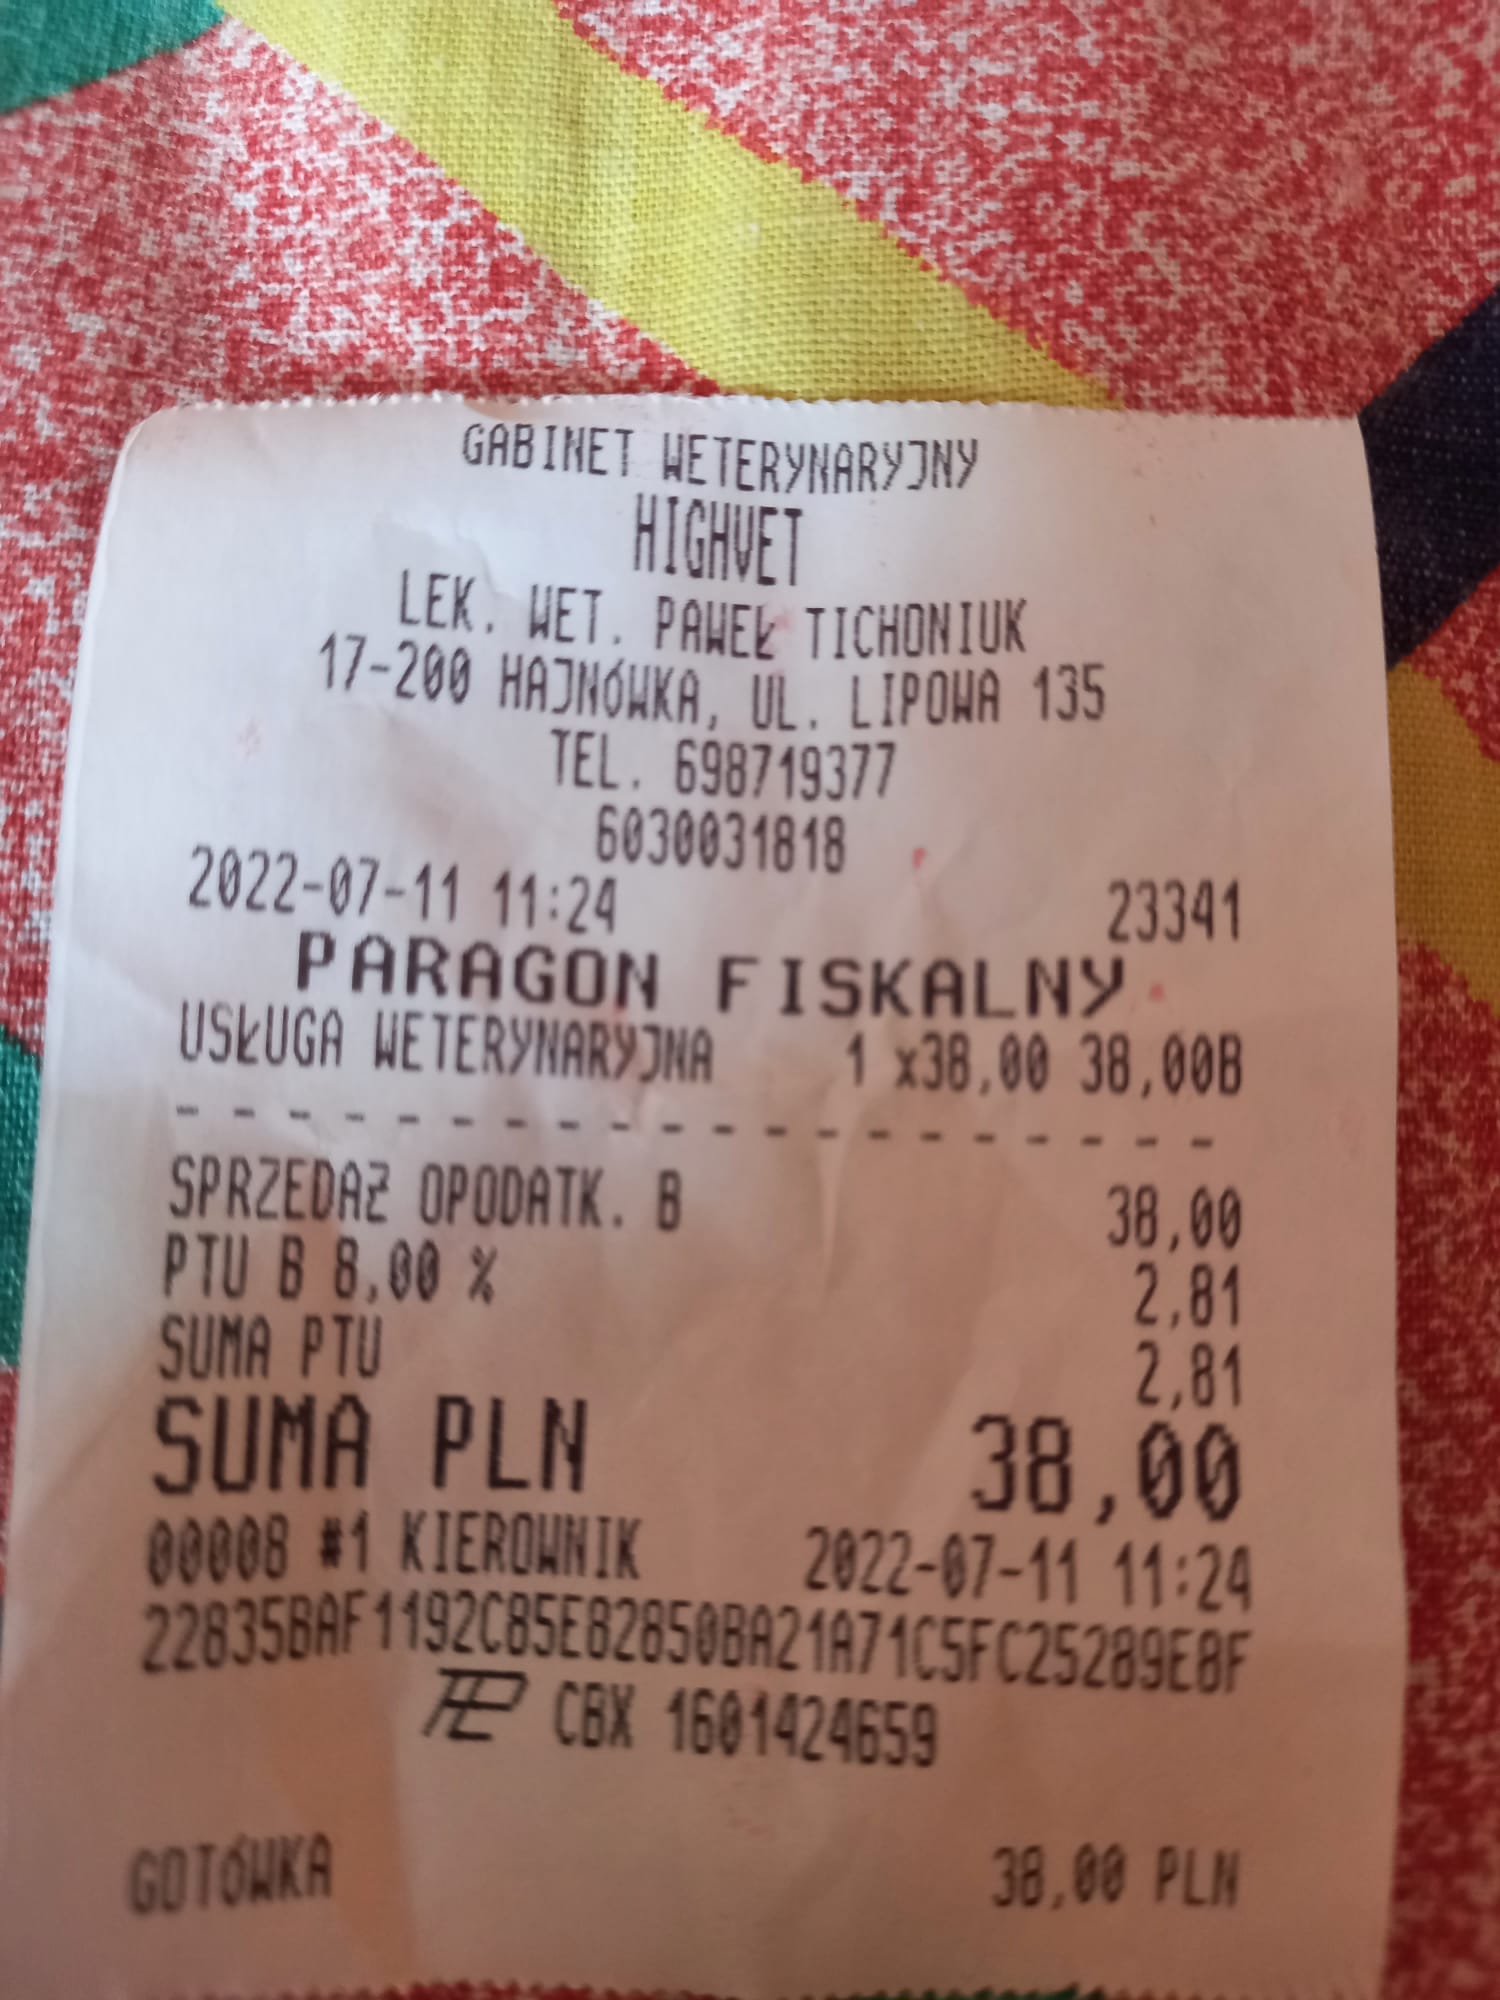 GABINET WETERYNARYJNY
HIGHVET
LEK. WET. PAWEŁ TICHONIUK
17-200 HAJNÓWKA, UL. LIPOWA 135
TEL. 698719377
6030031818
2022-07-11 11:24 23341
PARAGON FISKALNY
USŁUGA WETERYNARYJNA 1 x38,00 38,00B
- - - - - - - - - - - - - - - - - - - -
SPRZEDAŻ OPODATK. B 38,00
PTU B 8,00 % 2,81
SUMA PTU 2,81
SUMA PLN 38,00
00008 #1 KIEROWNIK 2022-07-11 11:24
22835BAF1192C85E82850BA21A71C5FC25289E8F
PL CBX 1601424659
GOTÓWKA 38,00 PLN